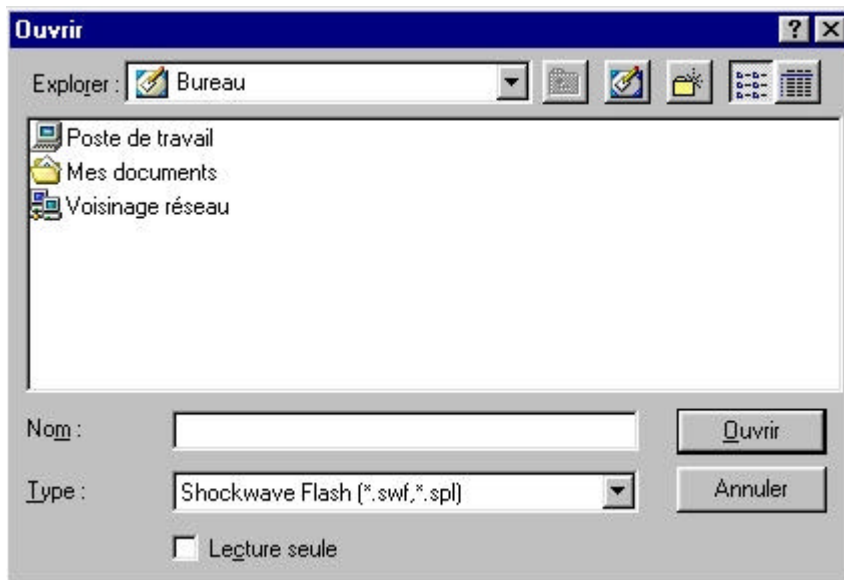 Ouvrir
Explorer : Bureau
Poste de travail
Mes documents
Voisinage réseau
Nom : Ouvrir
Type : Shockwave Flash (*.swf,*.spl) Annuler
Lecture seule